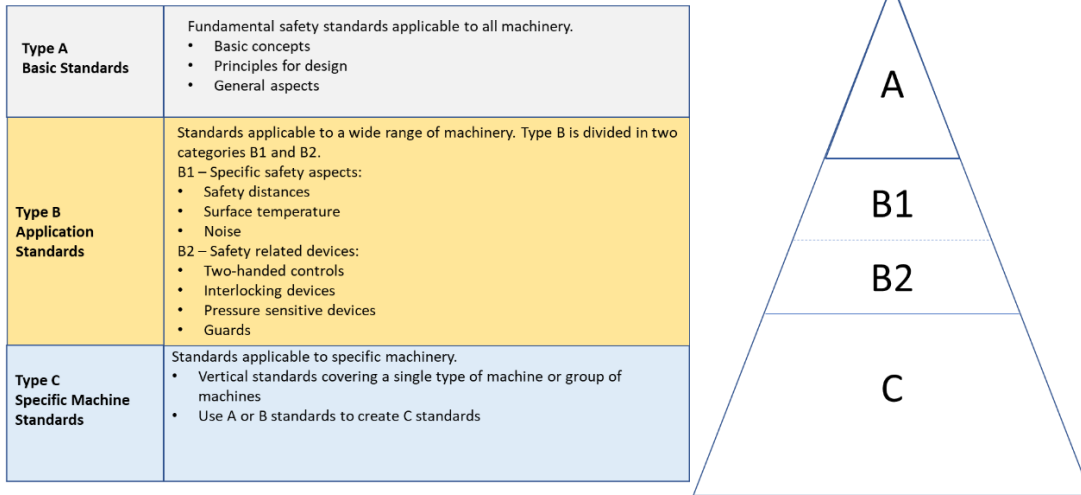 Type A
Basic Standards
Fundamental safety standards applicable to all machinery.
• Basic concepts
• Principles for design
• General aspects
Type B
Application
Standards
Standards applicable to a wide range of machinery. Type B is divided in two
categories B1 and B2.
B1 – Specific safety aspects:
• Safety distances
• Surface temperature
• Noise
B2 – Safety related devices:
• Two-handed controls
• Interlocking devices
• Pressure sensitive devices
• Guards
Type C
Specific Machine
Standards
Standards applicable to specific machinery.
• Vertical standards covering a single type of machine or group of
machines
• Use A or B standards to create C standards
A
B1
B2
C